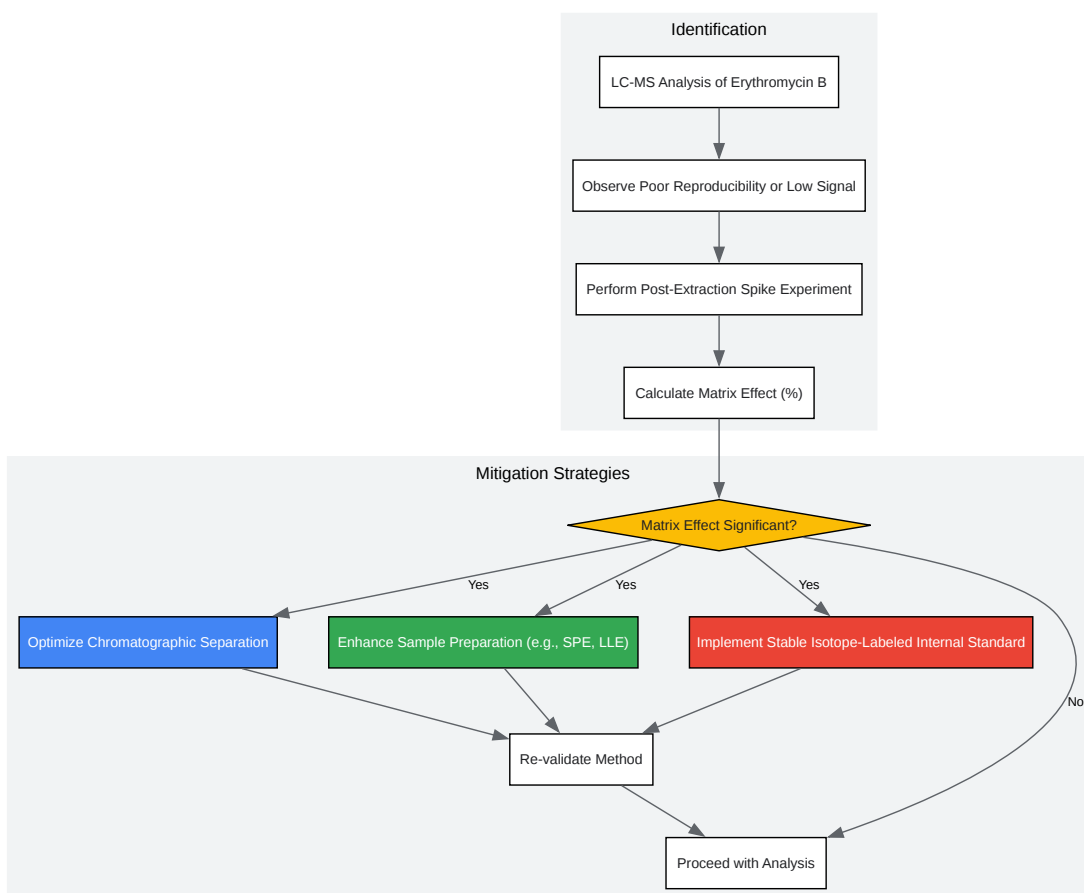 Identification
LC-MS Analysis of Erythromycin B
Observe Poor Reproducibility or Low Signal
Perform Post-Extraction Spike Experiment
Calculate Matrix Effect (%)
Mitigation Strategies
Matrix Effect Significant?
Yes
Yes
Yes
Optimize Chromatographic Separation
Enhance Sample Preparation (e.g., SPE, LLE)
Implement Stable Isotope-Labeled Internal Standard
No
Re-validate Method
Proceed with Analysis